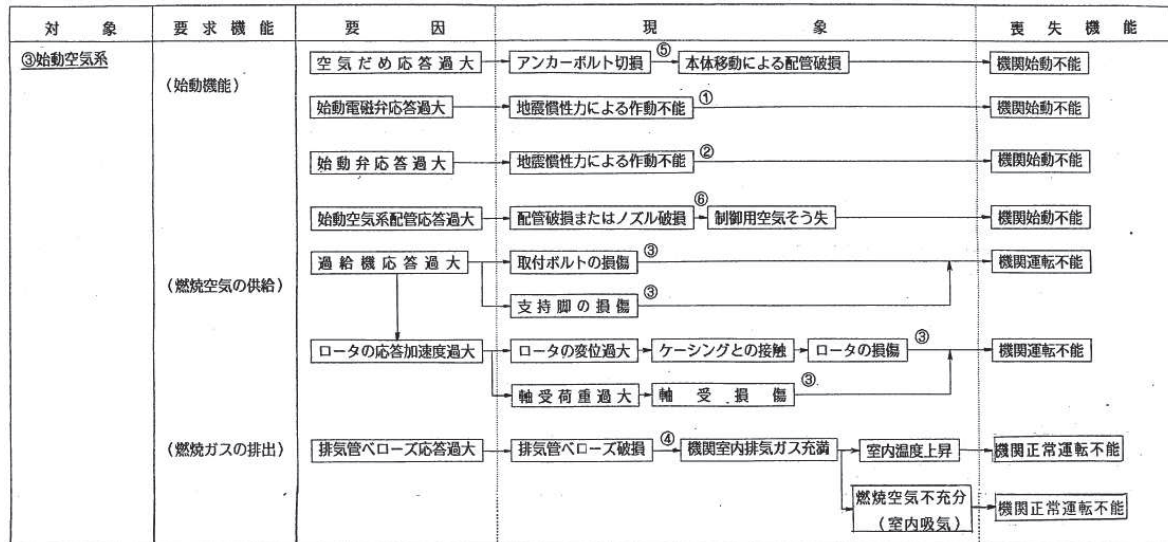 対象 要求機能 要因 現象 喪失機能
③始動空気系
(始動機能)
空気だめ応答過大 アンカーボルト切損 ⑤ 本体移動による配管破損 機関始動不能
始動電磁弁応答過大 地震慣性力による作動不能 ① 機関始動不能
始動弁応答過大 地震慣性力による作動不能 ② 機関始動不能
始動空気系配管応答過大 配管破損またはノズル破損 ⑥ 制御用空気そう失 機関始動不能
(燃焼空気の供給)
過給機応答過大 取付ボルトの損傷 ③ 機関運転不能
支持脚の損傷 ③
ロータの応答加速度過大 ロータの変位過大 ケーシングとの接触 ロータの損傷 ③ 機関運転不能
軸受荷重過大 軸受損傷 ③
(燃焼ガスの排出)
排気管ベローズ応答過大 排気管ベローズ破損 ④ 機関室内排気ガス充満 室内温度上昇 機関正常運転不能
燃焼空気不充分
(室内吸気) 機関正常運転不能